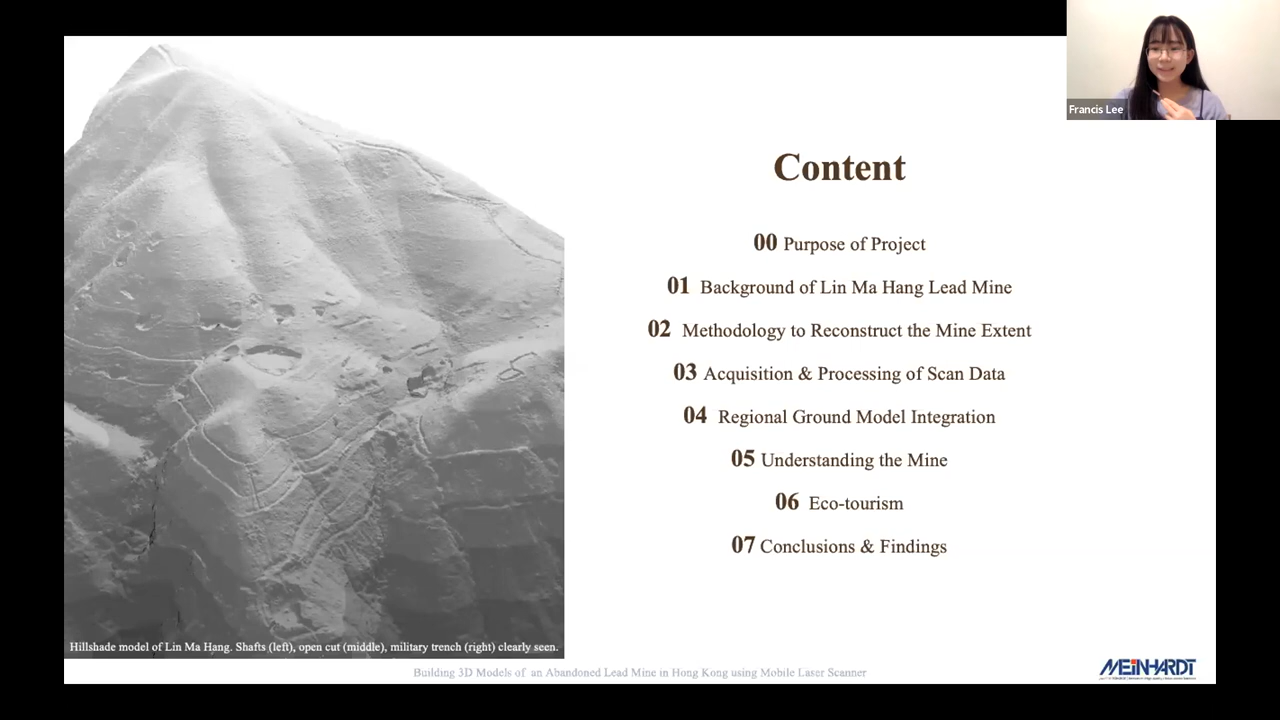 Francis Lee
Content
00 Purpose of Project
01 Background of Lin Ma Hang Lead Mine
02 Methodology to Reconstruct the Mine Extent
03 Acquisition & Processing of Scan Data
04 Regional Ground Model Integration
05 Understanding the Mine
06 Eco-tourism
07 Conclusions & Findings
Hillshade model of Lin Ma Hang. Shafts (left), open cut (middle), military trench (right) clearly seen.
Building 3D Models of an Abandoned Lead Mine in Hong Kong using Mobile Laser Scanner
MEINHARDT